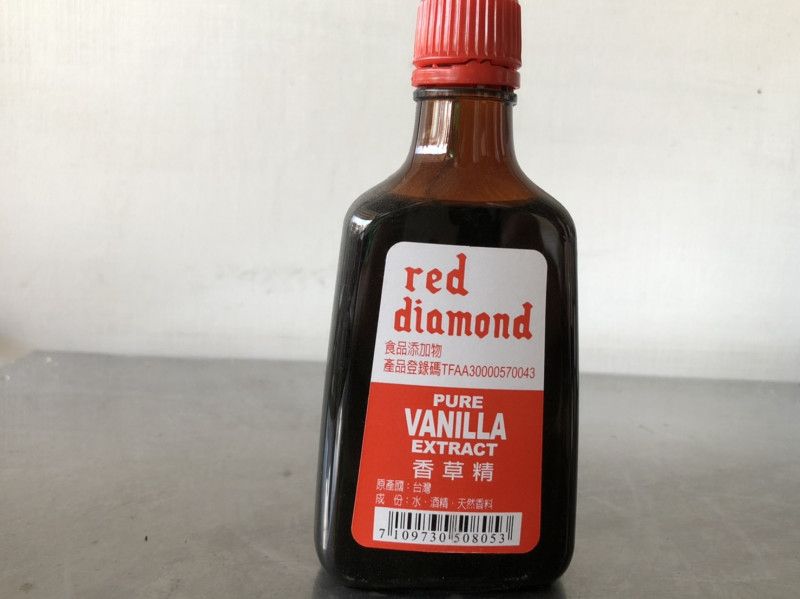 red
diamond
食品添加物
產品登錄碼TFAA30000570043
PURE
VANILLA
EXTRACT
香草精
原產國：台灣
成 份：水、酒精、天然香料
7 109730 508053